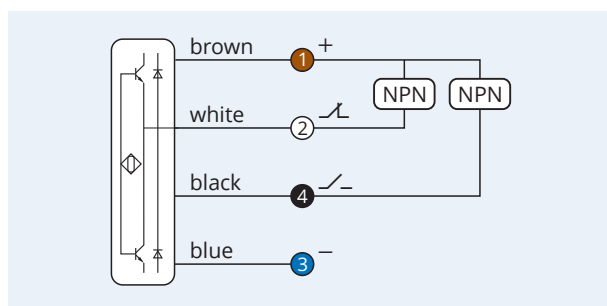 brown 1 +
NPN NPN
white 2
black 4
blue 3 −